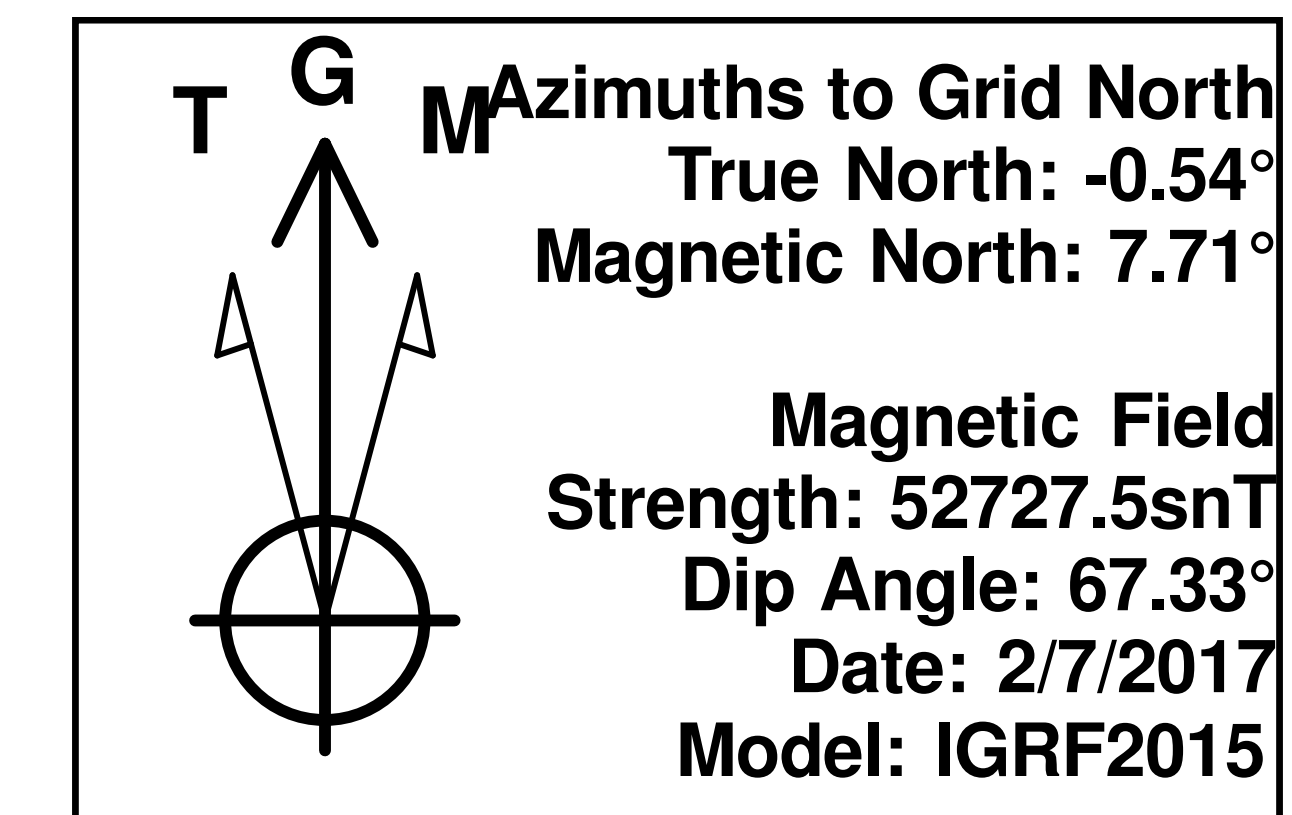 T G M
Azimuths to Grid North
True North: -0.54°
Magnetic North: 7.71°
Magnetic Field
Strength: 52727.5snT
Dip Angle: 67.33°
Date: 2/7/2017
Model: IGRF2015